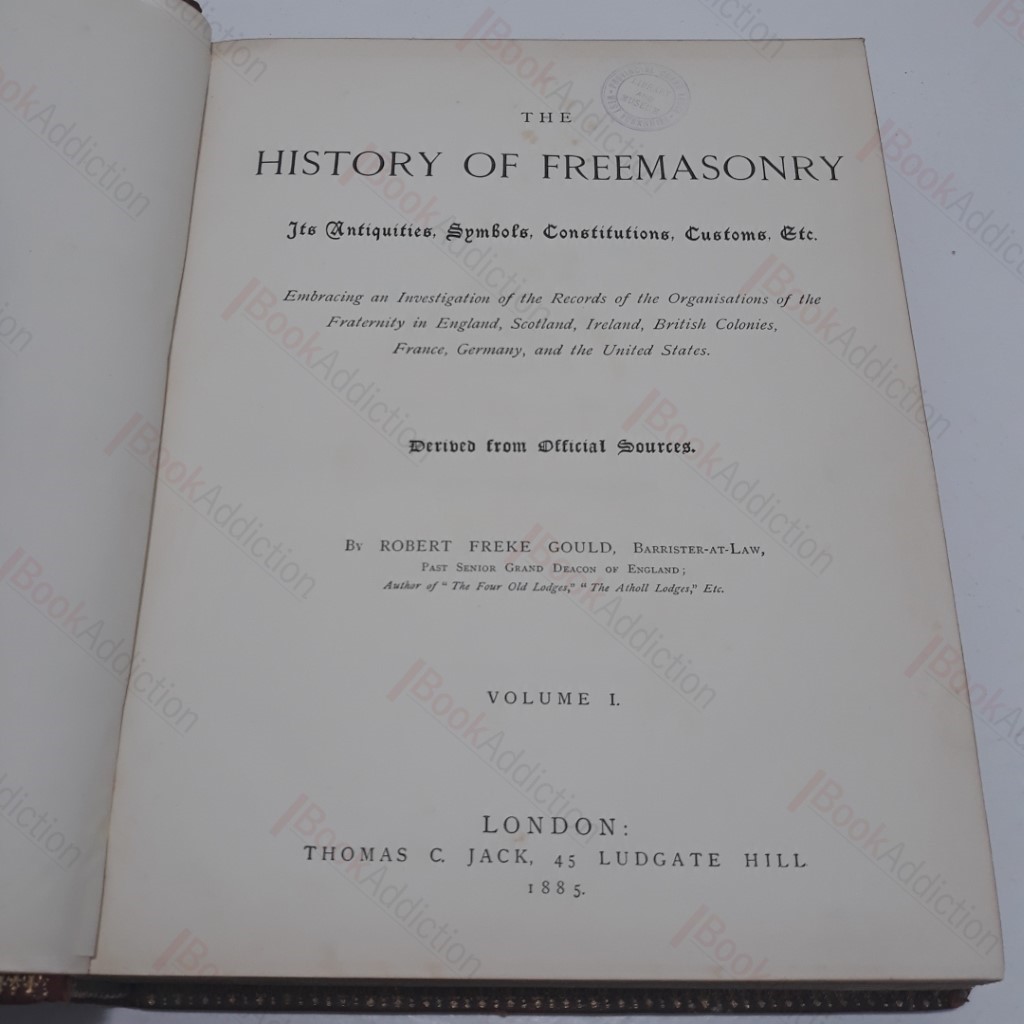 THE
HISTORY OF FREEMASONRY
Its Antiquities, Symbols, Constitutions, Customs, Etc.
Embracing an Investigation of the Records of the Organisations of the
Fraternity in England, Scotland, Ireland, British Colonies,
France, Germany, and the United States.
Derived from Official Sources.
By ROBERT FREKE GOULD, Barrister-at-Law,
Past Senior Grand Deacon of England;
Author of "The Four Old Lodges," "The Atholl Lodges," Etc.
VOLUME I.
LONDON:
THOMAS C. JACK, 45 LUDGATE HILL
1885.
BookAddiction